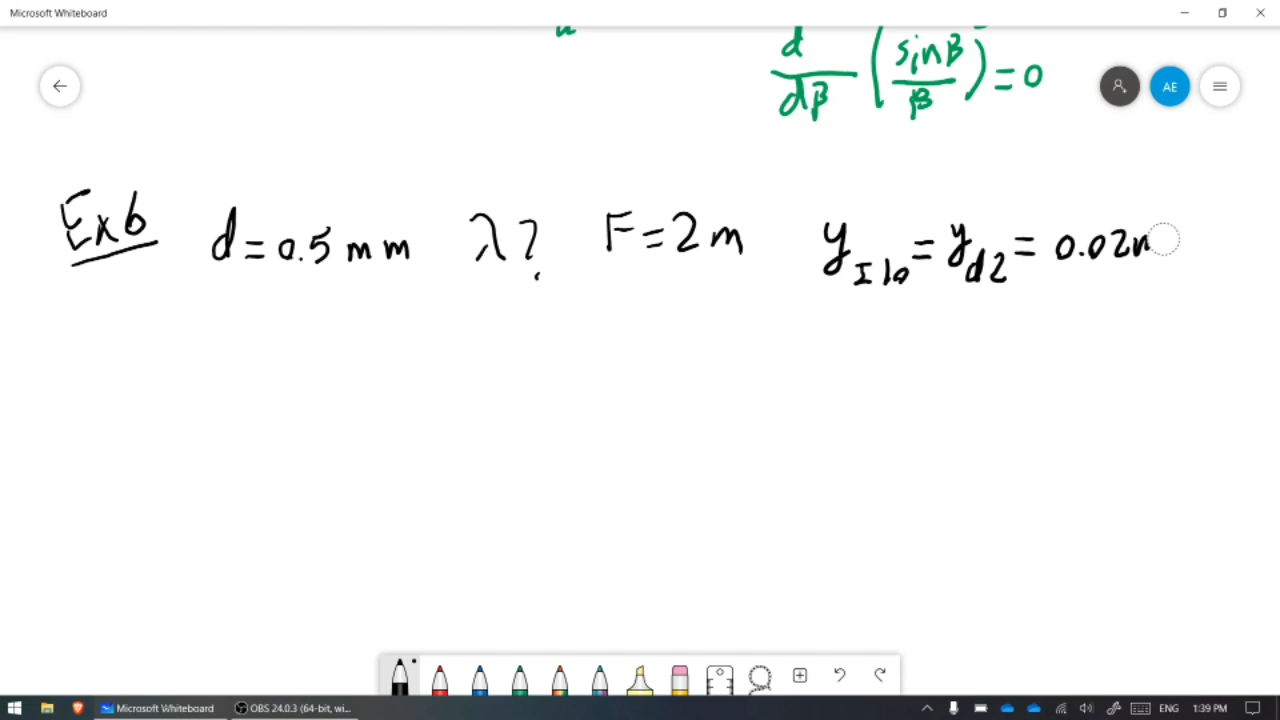 Microsoft Whiteboard
d/dβ (sinβ/β) = 0
AE
Ex6 d = 0.5 mm λ? F = 2 m y_I10 = y_d2 = 0.02m
Microsoft Whiteboard OBS 24.0.3 (64-bit, wi... ENG 1:39 PM